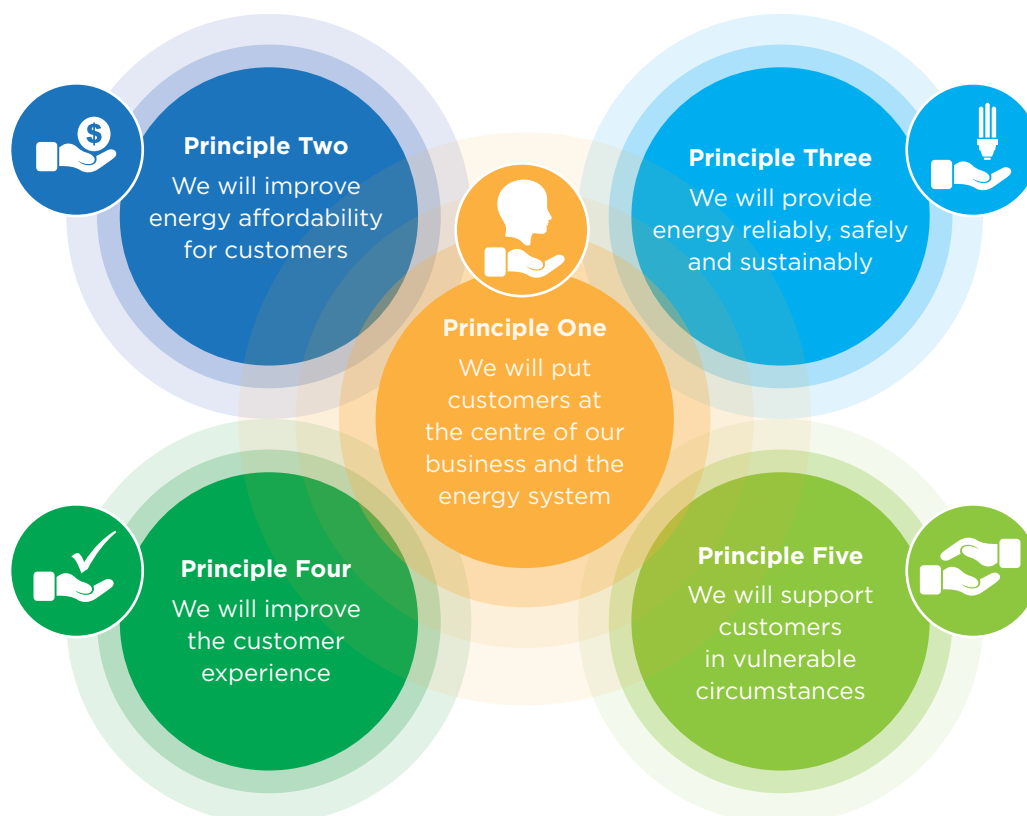 Principle Two
We will improve
energy affordability
for customers
$
Principle Three
We will provide
energy reliably, safely
and sustainably
Principle One
We will put
customers at
the centre of our
business and the
energy system
Principle Four
We will improve
the customer
experience
Principle Five
We will support
customers
in vulnerable
circumstances